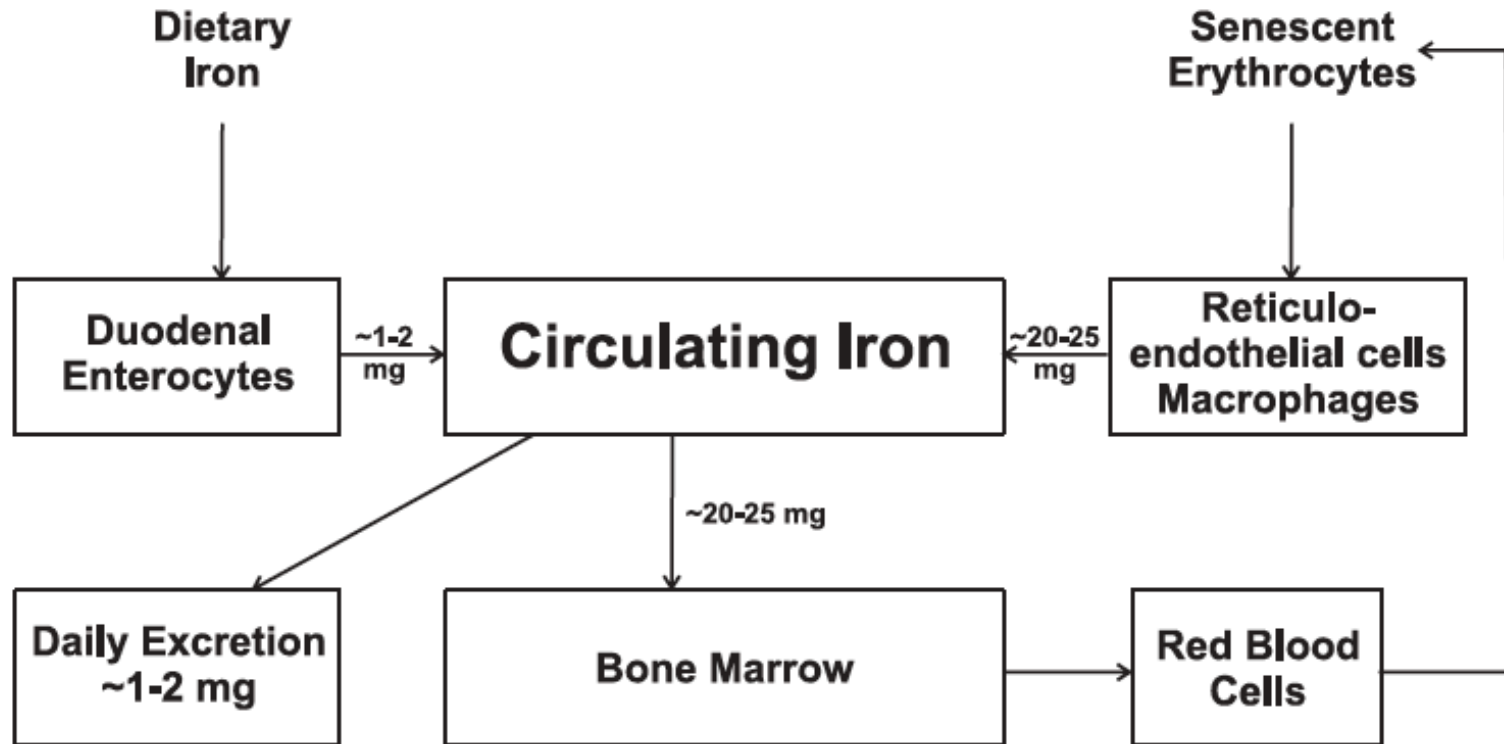 Dietary
Iron
Senescent
Erythrocytes
Duodenal
Enterocytes
~1-2
mg
Circulating Iron
~20-25
mg
Reticulo-
endothelial cells
Macrophages
~20-25 mg
Daily Excretion
~1-2 mg
Bone Marrow
Red Blood
Cells